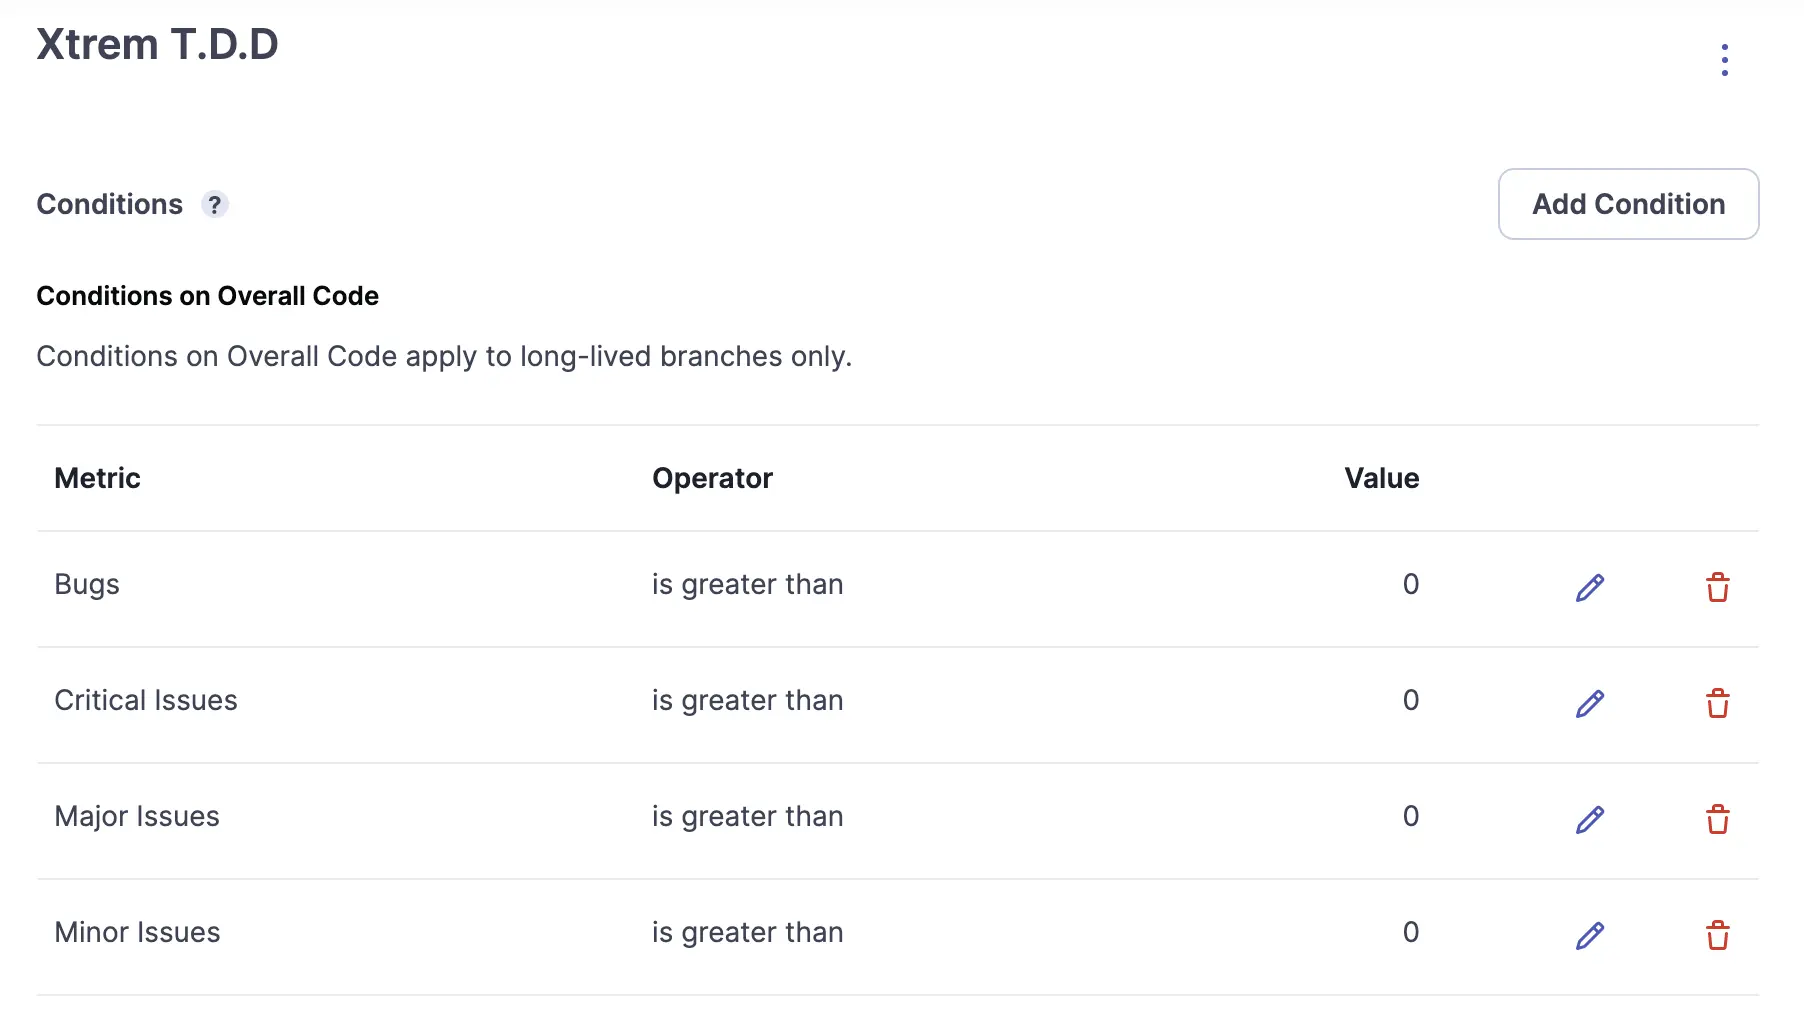 Xtrem T.D.D
Conditions ?
Add Condition
Conditions on Overall Code
Conditions on Overall Code apply to long-lived branches only.
Metric Operator Value
Bugs is greater than 0
Critical Issues is greater than 0
Major Issues is greater than 0
Minor Issues is greater than 0